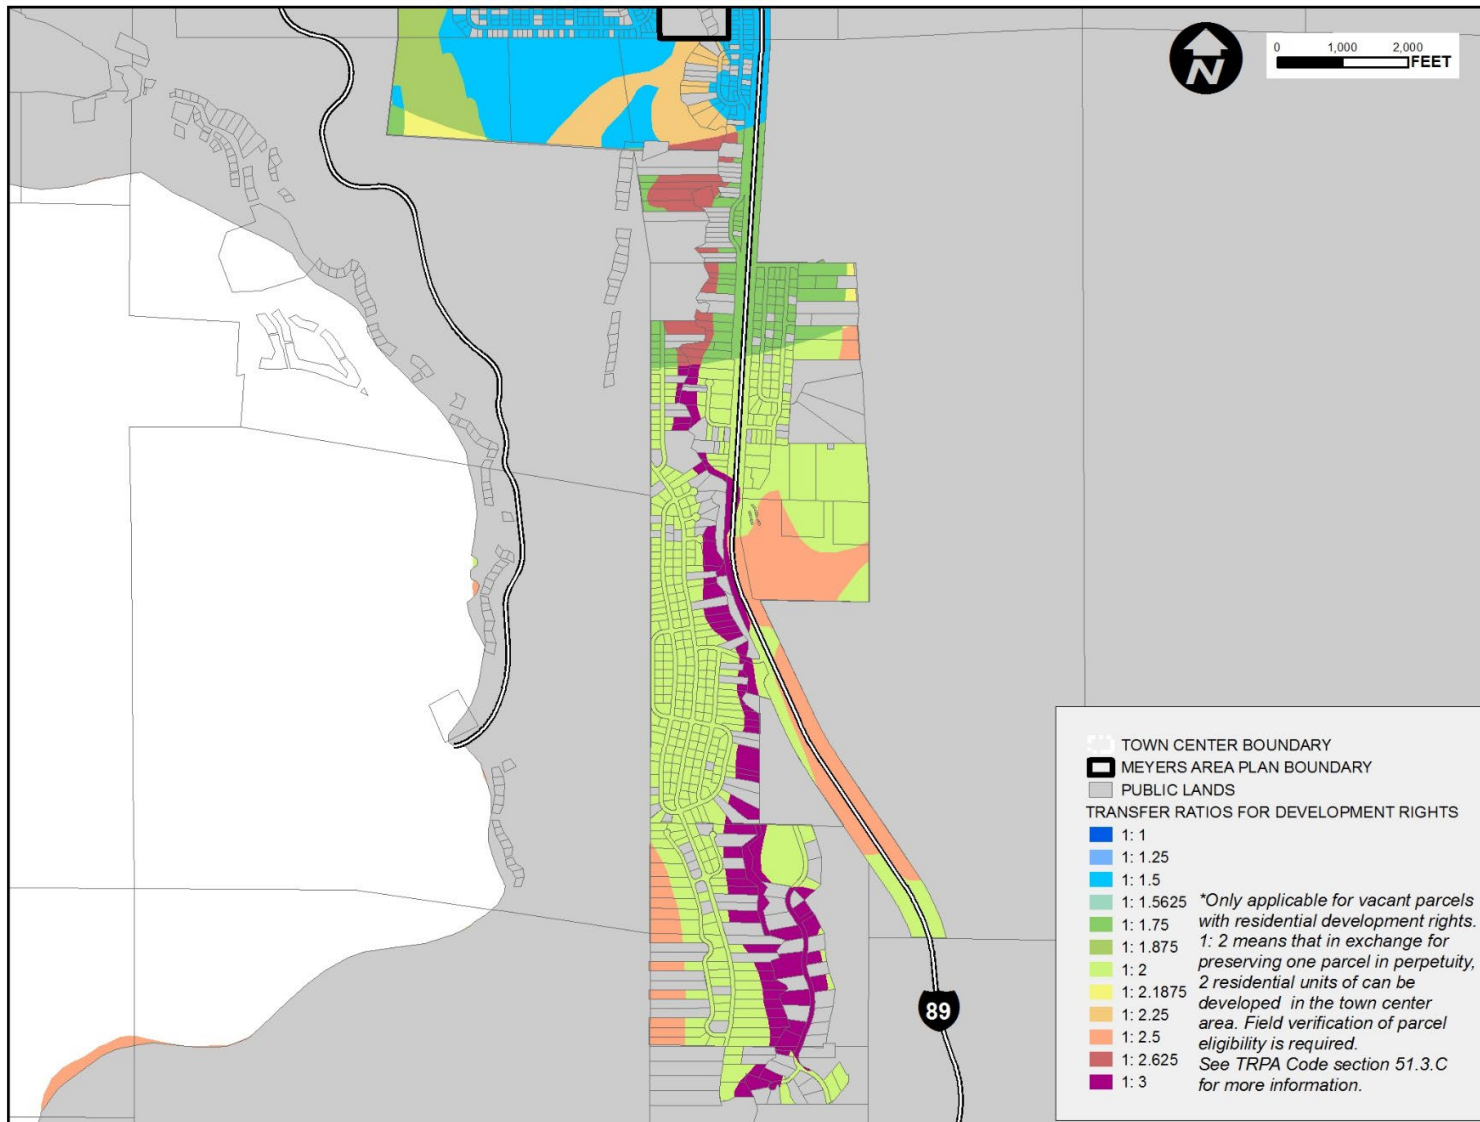 N
0 1,000 2,000
FEET
TOWN CENTER BOUNDARY
MEYERS AREA PLAN BOUNDARY
PUBLIC LANDS
TRANSFER RATIOS FOR DEVELOPMENT RIGHTS
1: 1
1: 1.25
1: 1.5
1: 1.5625
1: 1.75
1: 1.875
1: 2
1: 2.1875
1: 2.25
1: 2.5
1: 2.625
1: 3
*Only applicable for vacant parcels
with residential development rights.
1: 2 means that in exchange for
preserving one parcel in perpetuity,
2 residential units of can be
developed in the town center
area. Field verification of parcel
eligibility is required.
See TRPA Code section 51.3.C
for more information.
89